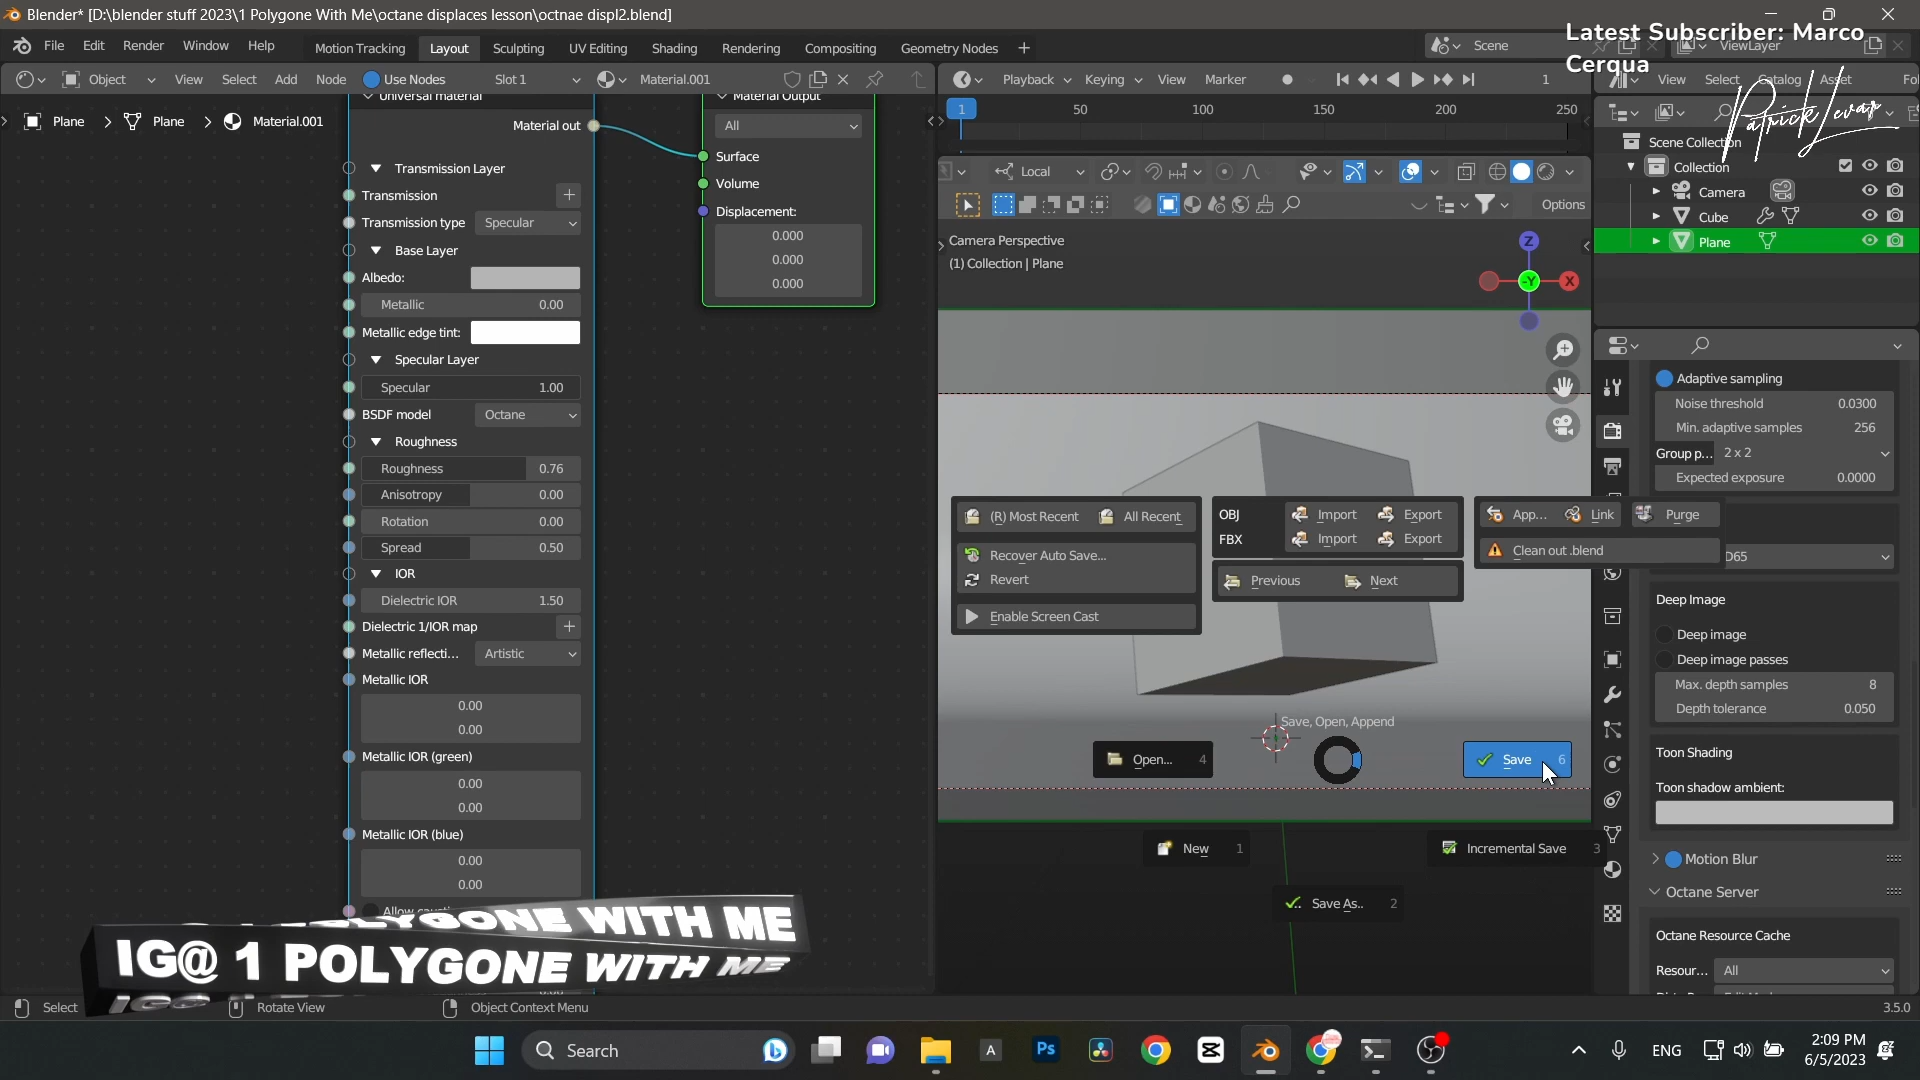 Blender* [D:\blender stuff 2023\1 Polygone With Me\octane displaces lesson\octnae displ2.blend]
Latest Subscriber: Marco
Cerqua
File Edit Render Window Help
Motion Tracking Layout Sculpting UV Editing Shading Rendering Compositing Geometry Nodes +
Scene
ViewLayer
Object View Select Add Node Use Nodes Slot 1 Material.001
Playback Keying View Marker 1
View Select Catalog Asset Fo
Plane > Plane > Material.001
1 50 100 150 200 250
PatrickLevar
Universal material
Material out
Transmission Layer
Transmission +
Transmission type Specular
Base Layer
Albedo:
Metallic 0.00
Metallic edge tint:
Specular Layer
Specular 1.00
BSDF model Octane
Roughness
Roughness 0.76
Anisotropy 0.00
Rotation 0.00
Spread 0.50
IOR
Dielectric IOR 1.50
Dielectric 1/IOR map +
Metallic reflecti... Artistic
Metallic IOR
0.00
0.00
Metallic IOR (green)
0.00
0.00
Metallic IOR (blue)
0.00
0.00
Material Output
All
Surface
Volume
Displacement:
0.000
0.000
0.000
Local
Options
Camera Perspective
(1) Collection | Plane
Z
Y
X
(R) Most Recent All Recent
Recover Auto Save...
Revert
Enable Screen Cast
OBJ Import Export
FBX Import Export
Previous Next
App... Link Purge
Clean out .blend
Save, Open, Append
Open... 4
Save 6
New 1
Incremental Save 3
Save As.. 2
Scene Collection
Collection
Camera
Cube
Plane
Adaptive sampling
Noise threshold 0.0300
Min. adaptive samples 256
Group p... 2 x 2
Expected exposure 0.0000
D65
Deep Image
Deep image
Deep image passes
Max. depth samples 8
Depth tolerance 0.050
Toon Shading
Toon shadow ambient:
Motion Blur
Octane Server
Octane Resource Cache
Resour... All
WITH ME
IG@ 1 POLYGONE WITH ME
Select
Rotate View
Object Context Menu
3.5.0
Search
A
Ps
ENG
2:09 PM
6/5/2023